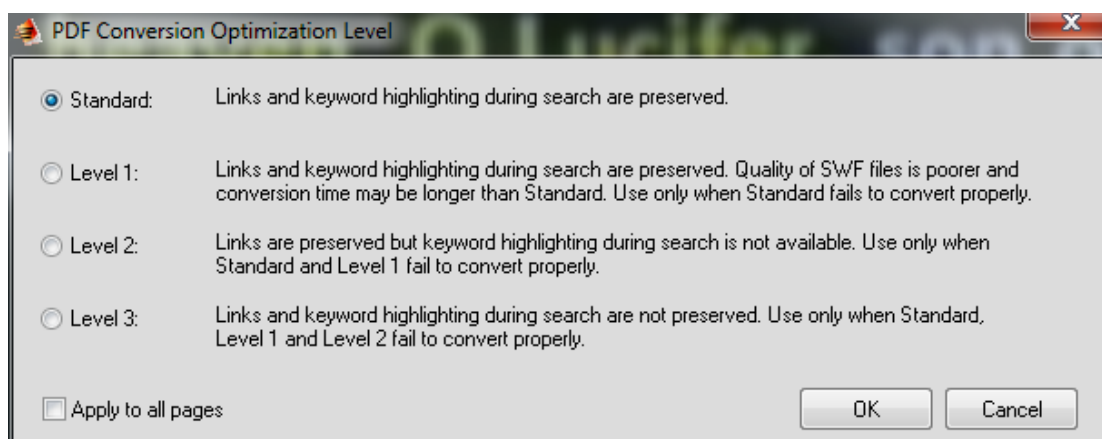 PDF Conversion Optimization Level
O Lucifer, son
Standard: Links and keyword highlighting during search are preserved.
Level 1: Links and keyword highlighting during search are preserved. Quality of SWF files is poorer and
conversion time may be longer than Standard. Use only when Standard fails to convert properly.
Level 2: Links are preserved but keyword highlighting during search is not available. Use only when
Standard and Level 1 fail to convert properly.
Level 3: Links and keyword highlighting during search are not preserved. Use only when Standard,
Level 1 and Level 2 fail to convert properly.
Apply to all pages
OK Cancel